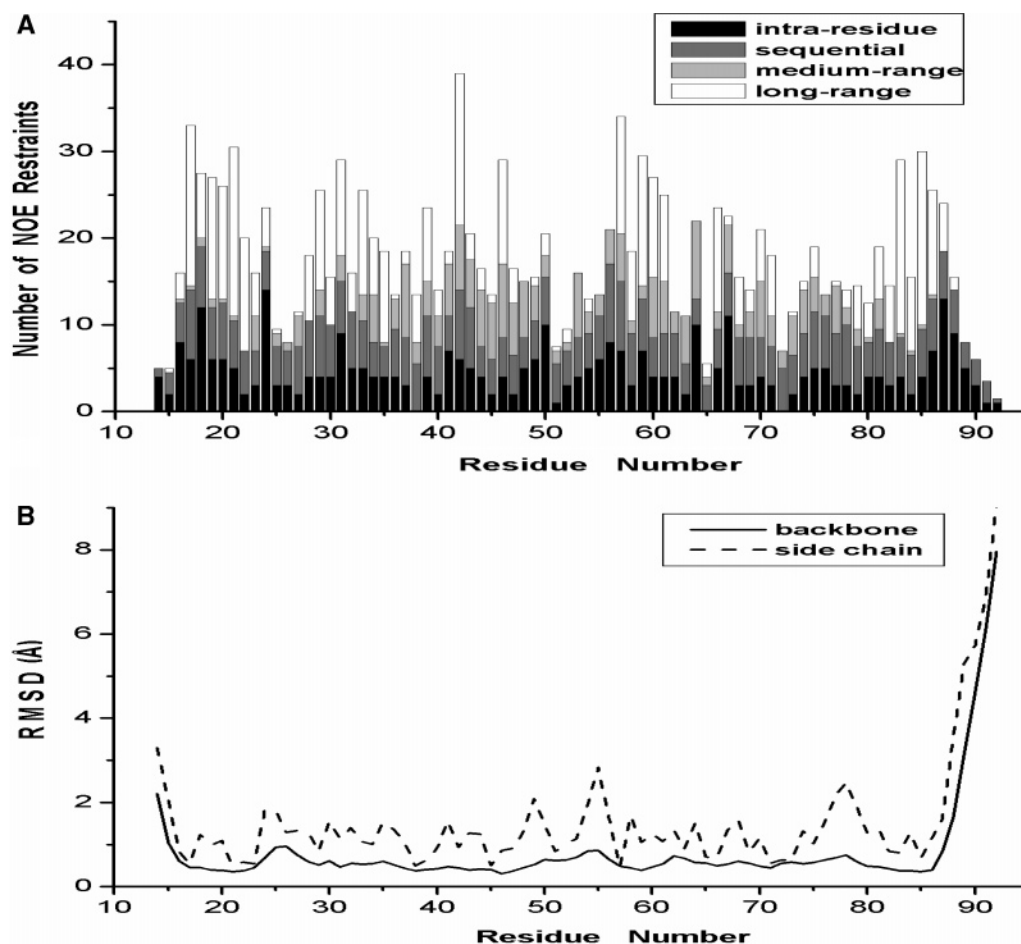 A
intra-residue
sequential
medium-range
long-range
Number of NOE Restraints
40
30
20
10
0
10 20 30 40 50 60 70 80 90
Residue Number
B
backbone
side chain
RMSD (Å)
8
6
4
2
0
10 20 30 40 50 60 70 80 90
Residue Number